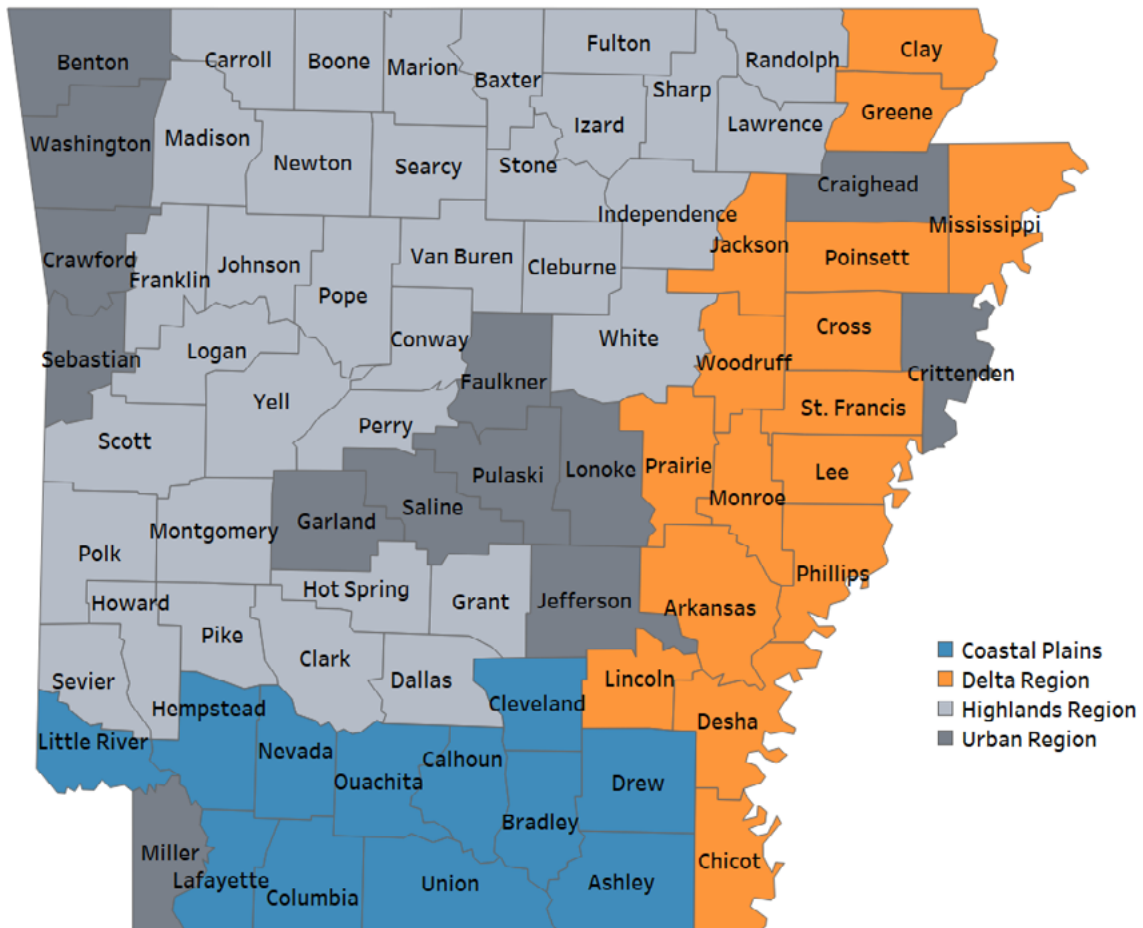 Benton
Carroll
Boone
Marion
Baxter
Fulton
Sharp
Randolph
Clay
Greene
Washington
Madison
Newton
Searcy
Stone
Izard
Lawrence
Craighead
Mississippi
Independence
Jackson
Poinsett
Crawford
Franklin
Johnson
Pope
Van Buren
Cleburne
Sebastian
Logan
Conway
White
Woodruff
Cross
Crittenden
Faulkner
Yell
Scott
Perry
St. Francis
Pulaski
Lonoke
Prairie
Lee
Monroe
Saline
Garland
Montgomery
Polk
Hot Spring
Grant
Jefferson
Arkansas
Phillips
Howard
Pike
Clark
Dallas
Sevier
Cleveland
Lincoln
Desha
Hempstead
Little River
Nevada
Ouachita
Calhoun
Bradley
Drew
Miller
Lafayette
Columbia
Union
Ashley
Chicot
Coastal Plains
Delta Region
Highlands Region
Urban Region